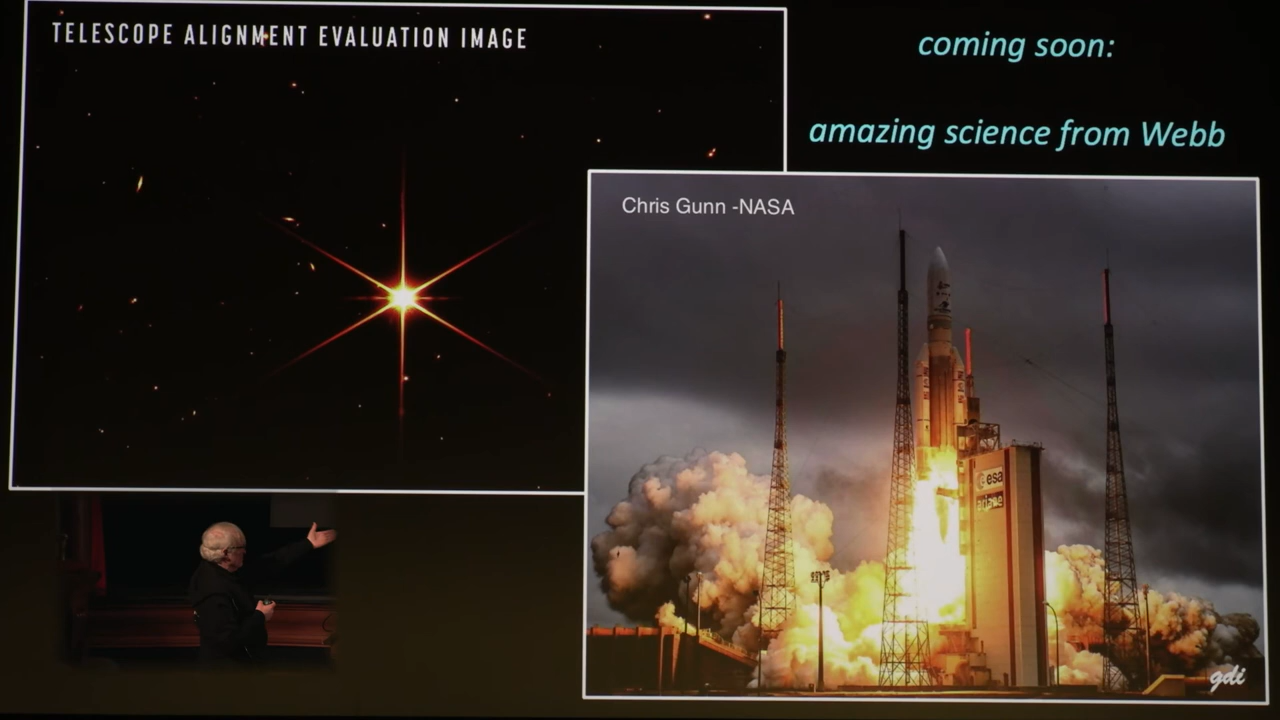 TELESCOPE ALIGNMENT EVALUATION IMAGE
coming soon:
amazing science from Webb
Chris Gunn -NASA
esa
gdi